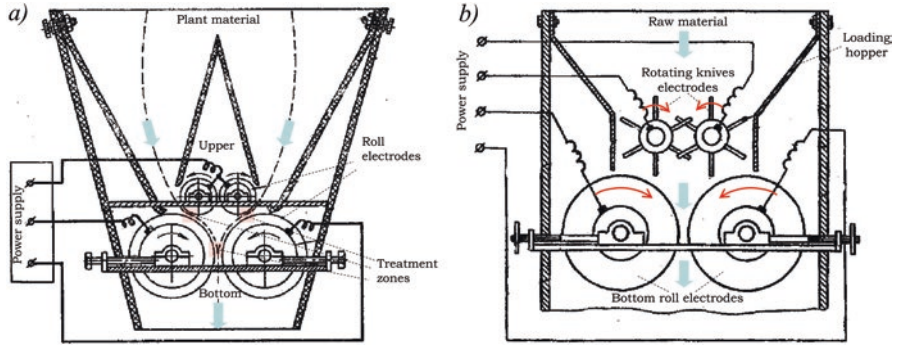 a)
Plant material
Upper
Roll
electrodes
Power supply
Treatment
zones
Bottom
b)
Raw material
Loading
hopper
Rotating knives
electrodes
Power supply
Bottom roll electrodes